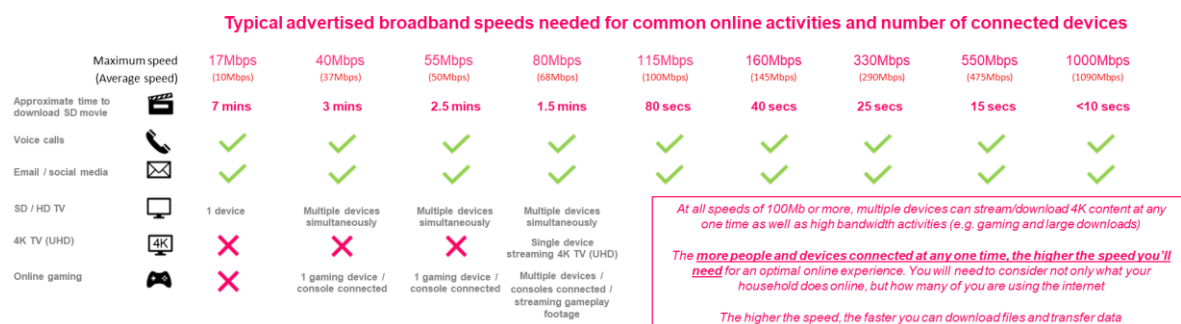 Typical advertised broadband speeds needed for common online activities and number of connected devices
Maximum speed 17Mbps 40Mbps 55Mbps 80Mbps 115Mbps 160Mbps 330Mbps 550Mbps 1000Mbps
(Average speed) (10Mbps) (37Mbps) (50Mbps) (68Mbps) (100Mbps) (145Mbps) (290Mbps) (475Mbps) (1090Mbps)
Approximate time to
download SD movie 7 mins 3 mins 2.5 mins 1.5 mins 80 secs 40 secs 25 secs 15 secs <10 secs
Voice calls
Email / social media
SD / HD TV 1 device Multiple devices Multiple devices Multiple devices
simultaneously simultaneously simultaneously
4K TV (UHD) 4K Single device
streaming 4K TV (UHD)
Online gaming 1 gaming device / 1 gaming device / Multiple devices /
console connected console connected consoles connected /
streaming gameplay
footage
At all speeds of 100Mb or more, multiple devices can stream/download 4K content at any
one time as well as high bandwidth activities (e.g. gaming and large downloads)
The more people and devices connected at any one time, the higher the speed you'll
need for an optimal online experience. You will need to consider not only what your
household does online, but how many of you are using the internet
The higher the speed, the faster you can download files and transfer data